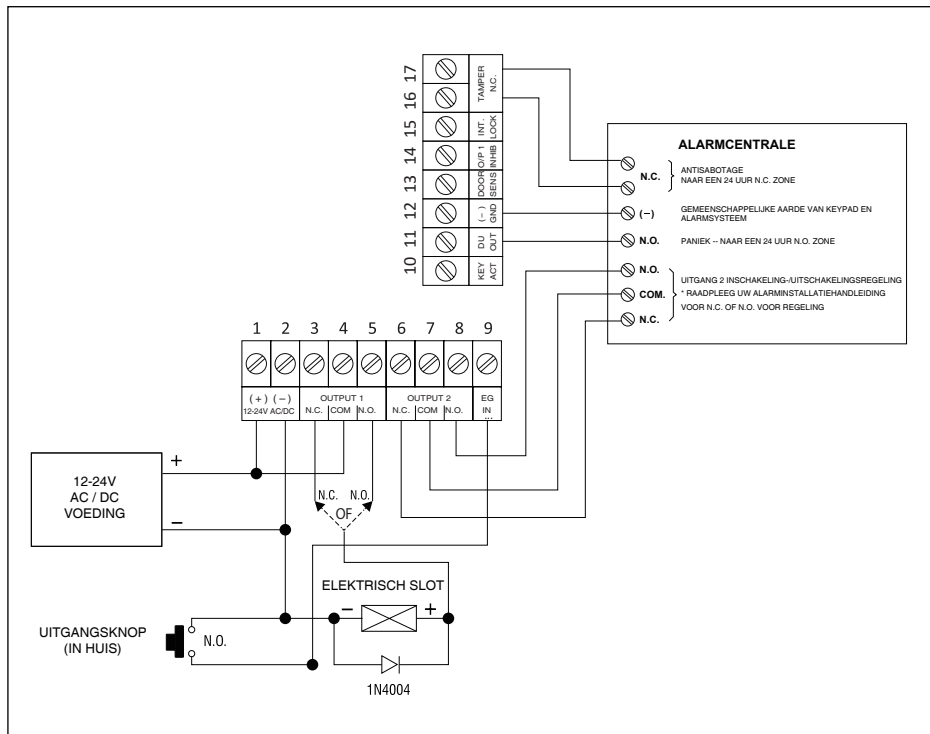 17
16
15
14
13
12
11
10
TAMPER
N.C.
INT.
LOCK
O/P 1
INHIB
DOOR
SENS
(-)
GND
DU
OUT
KEY
ACT
ALARMCENTRALE
N.C.
ANTISABOTAGE
NAAR EEN 24 UUR N.C. ZONE
(-)
GEMEENSCHAPPELIJKE AARDE VAN KEYPAD EN
ALARMSYSTEEM
N.O.
PANIEK -- NAAR EEN 24 UUR N.O. ZONE
N.O.
COM.
N.C.
UITGANG 2 INSCHAKELING-/UITSCHAKELINGSREGELING
* RAADPLEEG UW ALARMINSTALLATIEHANDLEIDING
VOOR N.C. OF N.O. VOOR REGELING
1 2 3 4 5 6 7 8 9
(+) (-) OUTPUT 1 OUTPUT 2 EG
12-24V AC/DC N.C. COM N.O. N.C. COM N.O. IN
...
12-24V
AC / DC
VOEDING
+
-
N.C. N.O.
OF
ELEKTRISCH SLOT
- +
1N4004
UITGANGSKNOP
(IN HUIS)
N.O.